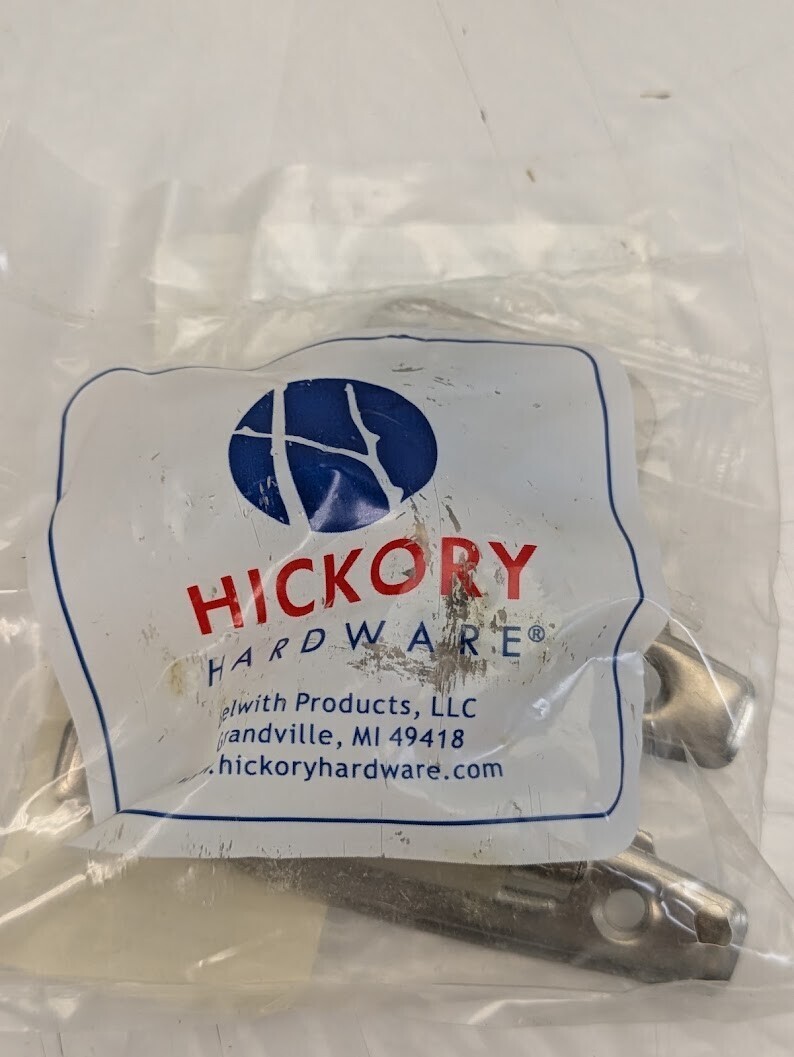 HICKORY
HARDWARE®
elwith Products, LLC
Grandville, MI 49418
.hickoryhardware.com